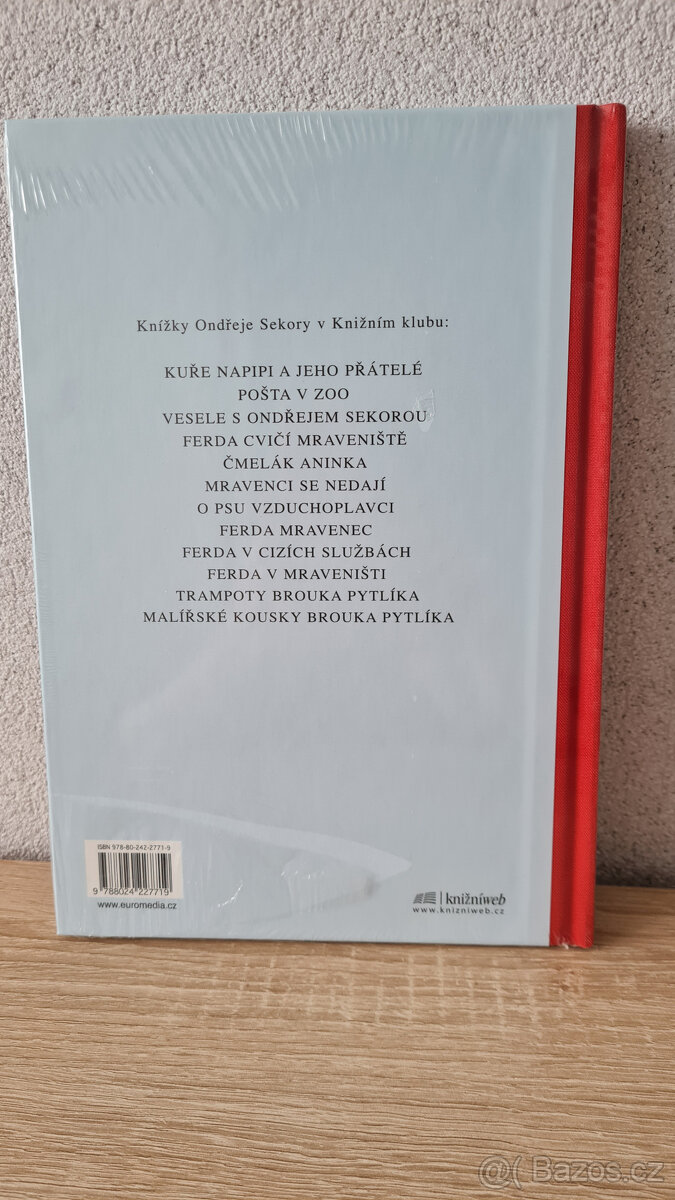 Knížky Ondřeje Sekory v Knižním klubu:
KUŘE NAPIPI A JEHO PŘÁTELÉ
POŠTA V ZOO
VESELE S ONDŘEJEM SEKOROU
FERDA CVIČÍ MRAVENIŠTĚ
ČMELÁK ANINKA
MRAVENCI SE NEDAJÍ
O PSU VZDUCHOPLAVCI
FERDA MRAVENEC
FERDA V CIZÍCH SLUŽBÁCH
FERDA V MRAVENIŠTI
TRAMPOTY BROUKA PYTLÍKA
MALÍŘSKÉ KOUSKY BROUKA PYTLÍKA
ISBN 978-80-242-2771-9
9 788024 227719
www.euromedia.cz
knižníweb
www.knizniweb.cz
Bazos.cz